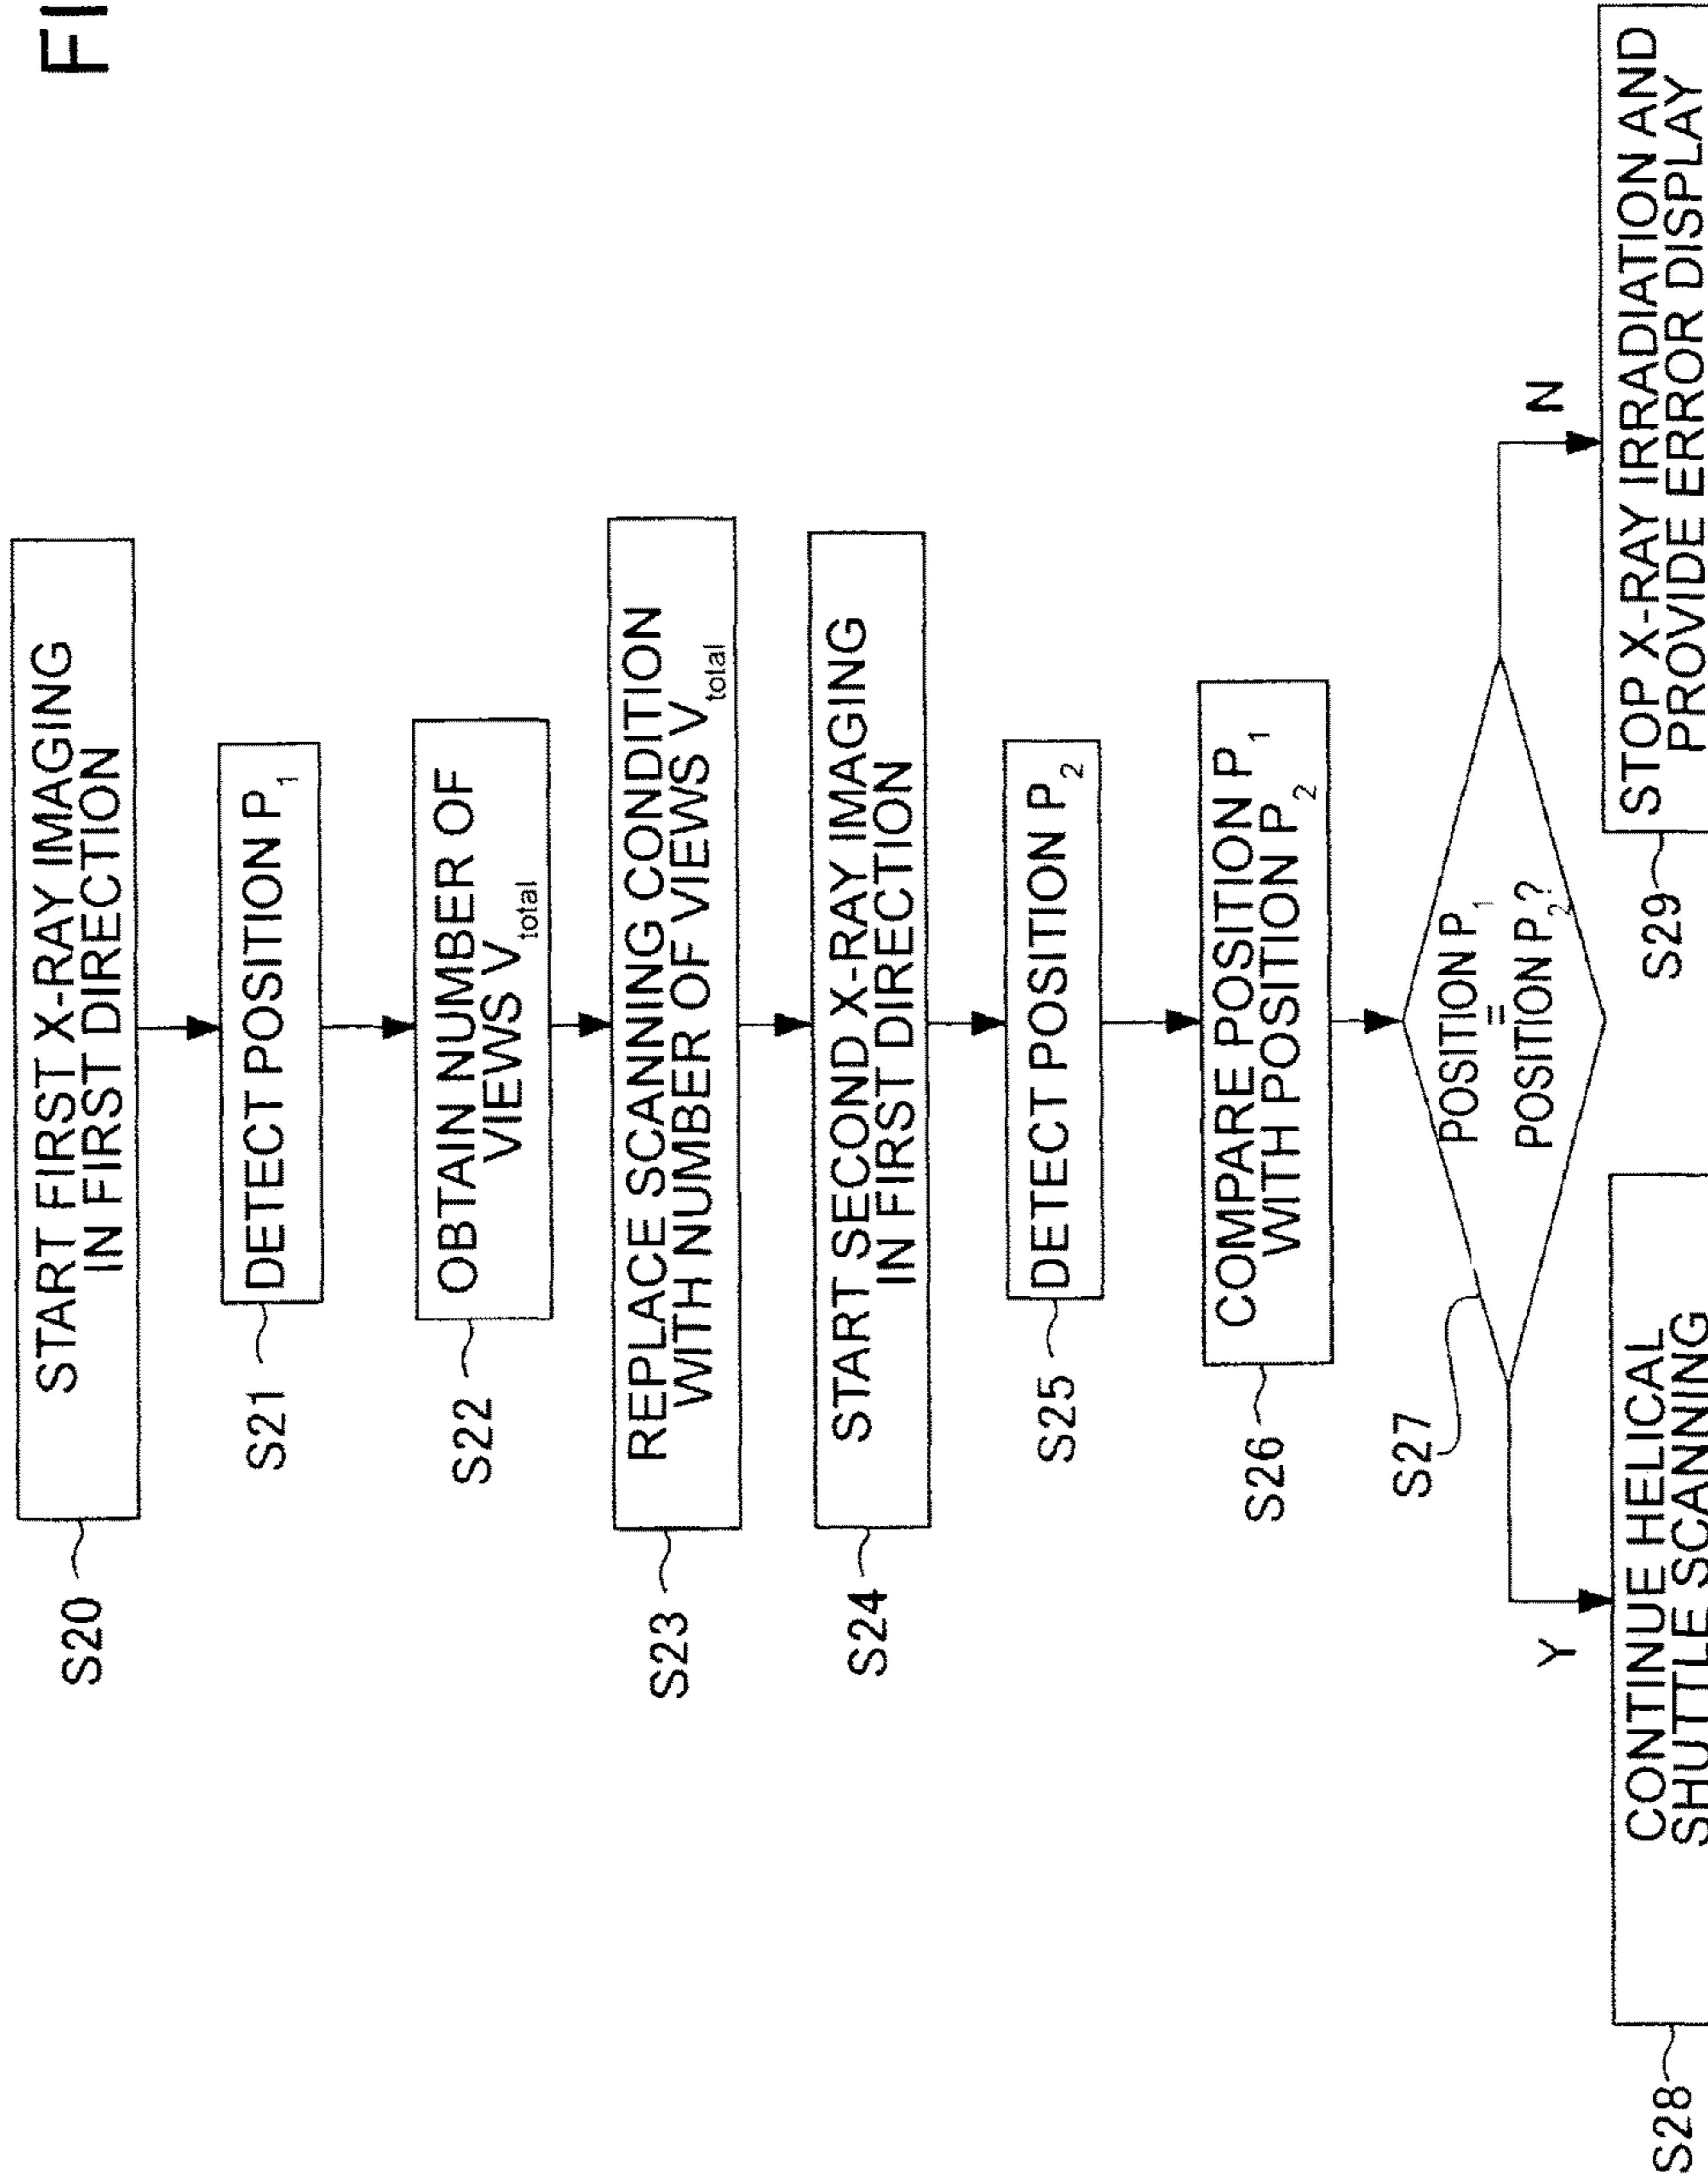 FI
S20
START FIRST X-RAY IMAGING
IN FIRST DIRECTION
S21
DETECT POSITION P1
S22
OBTAIN NUMBER OF
VIEWS Vtotal
S23
REPLACE SCANNING CONDITION
WITH NUMBER OF VIEWS Vtotal
S24
START SECOND X-RAY IMAGING
IN FIRST DIRECTION
S25
DETECT POSITION P2
S26
COMPARE POSITION P1
WITH POSITION P2
S27
POSITION P1
=
POSITION P2?
Y
N
S28
CONTINUE HELICAL
SHUTTLE SCANNING
S29
STOP X-RAY IRRADIATION AND
PROVIDE ERROR DISPLAY